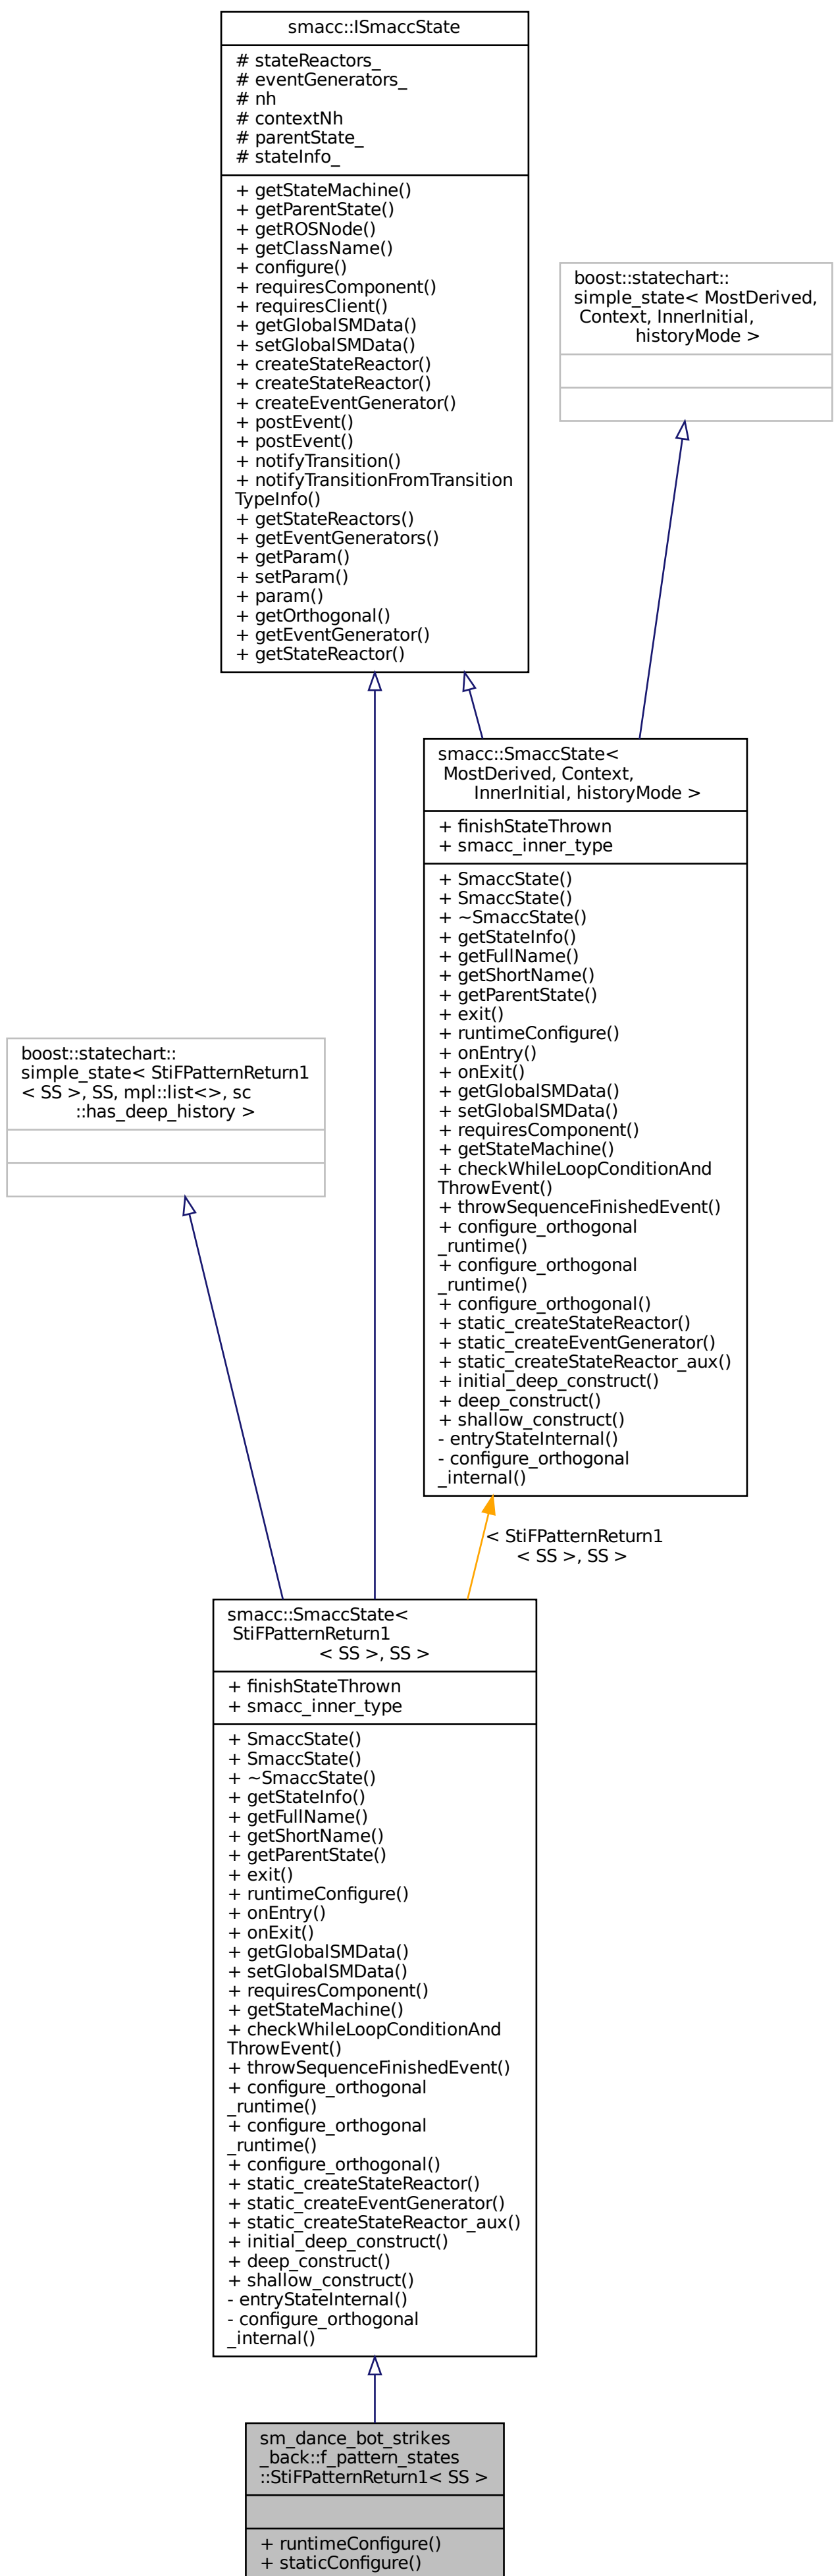 smacc::ISmaccState
# stateReactors_
# eventGenerators_
# nh
# contextNh
# parentState_
# stateInfo_
+ getStateMachine()
+ getParentState()
+ getROSNode()
+ getClassName()
+ configure()
+ requiresComponent()
+ requiresClient()
+ getGlobalSMData()
+ setGlobalSMData()
+ createStateReactor()
+ createStateReactor()
+ createEventGenerator()
+ postEvent()
+ postEvent()
+ notifyTransition()
+ notifyTransitionFromTransition
TypeInfo()
+ getStateReactors()
+ getEventGenerators()
+ getParam()
+ setParam()
+ param()
+ getOrthogonal()
+ getEventGenerator()
+ getStateReactor()
boost::statechart::
simple_state< MostDerived,
Context, InnerInitial,
historyMode >
smacc::SmaccState<
MostDerived, Context,
InnerInitial, historyMode >
+ finishStateThrown
+ smacc_inner_type
+ SmaccState()
+ SmaccState()
+ ~SmaccState()
+ getStateInfo()
+ getFullName()
+ getShortName()
+ getParentState()
+ exit()
+ runtimeConfigure()
+ onEntry()
+ onExit()
+ getGlobalSMData()
+ setGlobalSMData()
+ requiresComponent()
+ getStateMachine()
+ checkWhileLoopConditionAnd
ThrowEvent()
+ throwSequenceFinishedEvent()
+ configure_orthogonal
_runtime()
+ configure_orthogonal
_runtime()
+ configure_orthogonal()
+ static_createStateReactor()
+ static_createEventGenerator()
+ static_createStateReactor_aux()
+ initial_deep_construct()
+ deep_construct()
+ shallow_construct()
- entryStateInternal()
- configure_orthogonal
_internal()
boost::statechart::
simple_state< StiFPatternReturn1
< SS >, SS, mpl::list<>, sc
::has_deep_history >
< StiFPatternReturn1
< SS >, SS >
smacc::SmaccState<
StiFPatternReturn1
< SS >, SS >
+ finishStateThrown
+ smacc_inner_type
+ SmaccState()
+ SmaccState()
+ ~SmaccState()
+ getStateInfo()
+ getFullName()
+ getShortName()
+ getParentState()
+ exit()
+ runtimeConfigure()
+ onEntry()
+ onExit()
+ getGlobalSMData()
+ setGlobalSMData()
+ requiresComponent()
+ getStateMachine()
+ checkWhileLoopConditionAnd
ThrowEvent()
+ throwSequenceFinishedEvent()
+ configure_orthogonal
_runtime()
+ configure_orthogonal
_runtime()
+ configure_orthogonal()
+ static_createStateReactor()
+ static_createEventGenerator()
+ static_createStateReactor_aux()
+ initial_deep_construct()
+ deep_construct()
+ shallow_construct()
- entryStateInternal()
- configure_orthogonal
_internal()
sm_dance_bot_strikes
_back::f_pattern_states
::StiFPatternReturn1< SS >
+ runtimeConfigure()
+ staticConfigure()